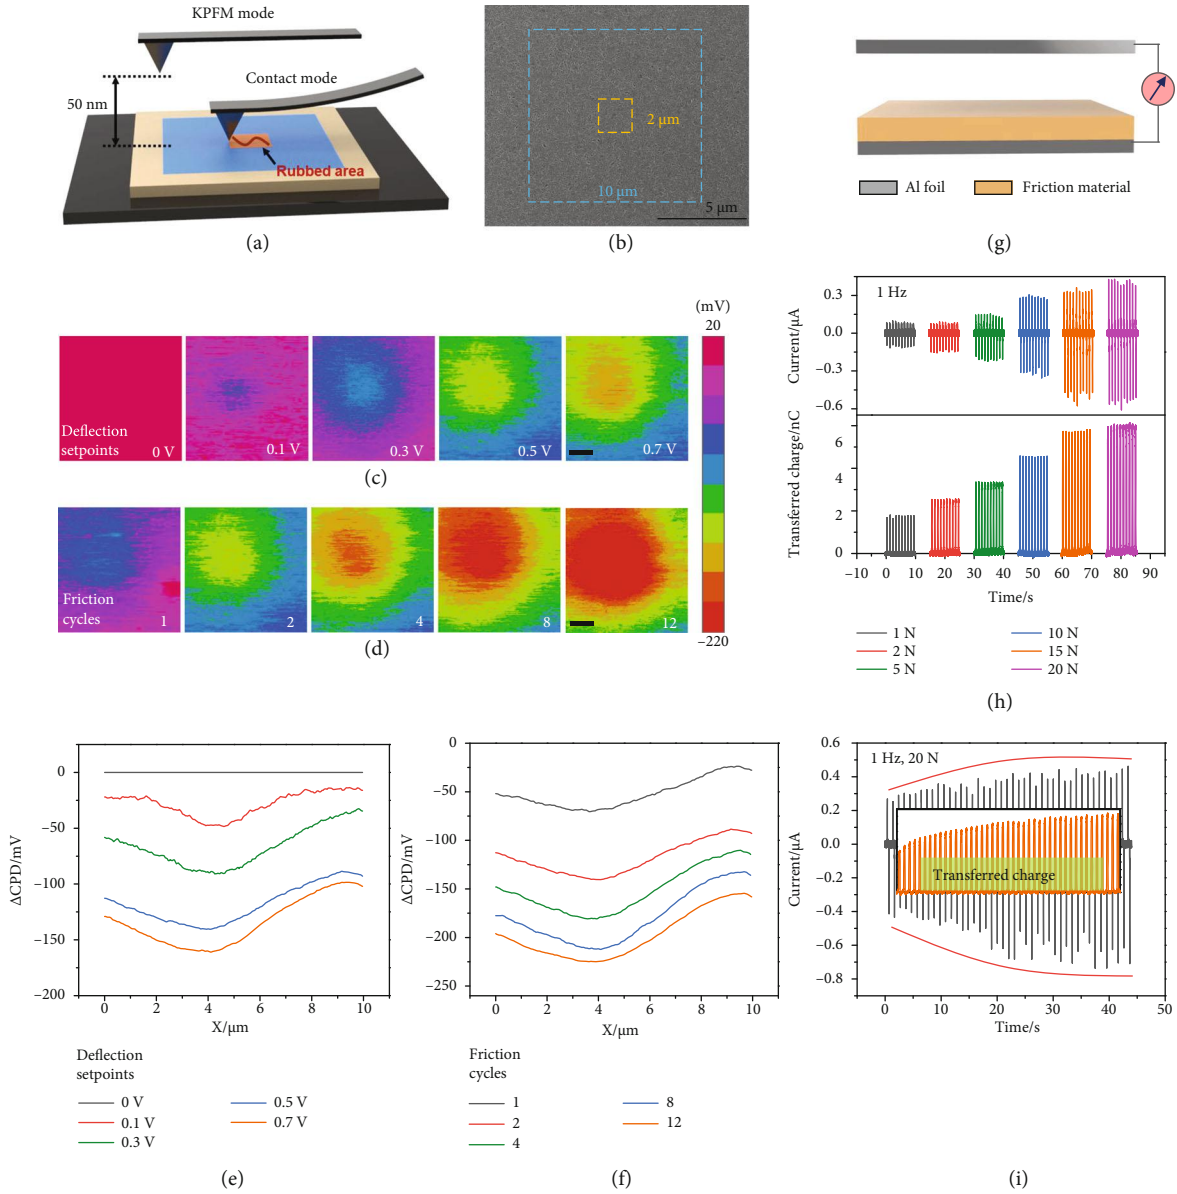 KPFM mode
Contact mode
50 nm
Rubbed area
(a)
2 μm
10 μm
5 μm
(b)
Al foil
Friction material
(g)
(mV)
20
−220
Deflection
setpoints
0 V
0.1 V
0.3 V
0.5 V
0.7 V
(c)
Friction
cycles
1
2
4
8
12
(d)
1 Hz
Current/μA
0.3
0.0
−0.3
−0.6
Transferred charge/nC
6
4
2
0
−10 0 10 20 30 40 50 60 70 80 90
Time/s
1 N
2 N
5 N
10 N
15 N
20 N
(h)
ΔCPD/mV
0
−50
−100
−150
−200
0 2 4 6 8 10
X/μm
Deflection
setpoints
0 V
0.1 V
0.3 V
0.5 V
0.7 V
(e)
ΔCPD/mV
0
−50
−100
−150
−200
−250
0 2 4 6 8 10
X/μm
Friction
cycles
1
2
4
8
12
(f)
1 Hz, 20 N
Current/μA
0.6
0.4
0.2
0.0
−0.2
−0.4
−0.6
−0.8
Transferred charge
0 10 20 30 40 50
Time/s
(i)